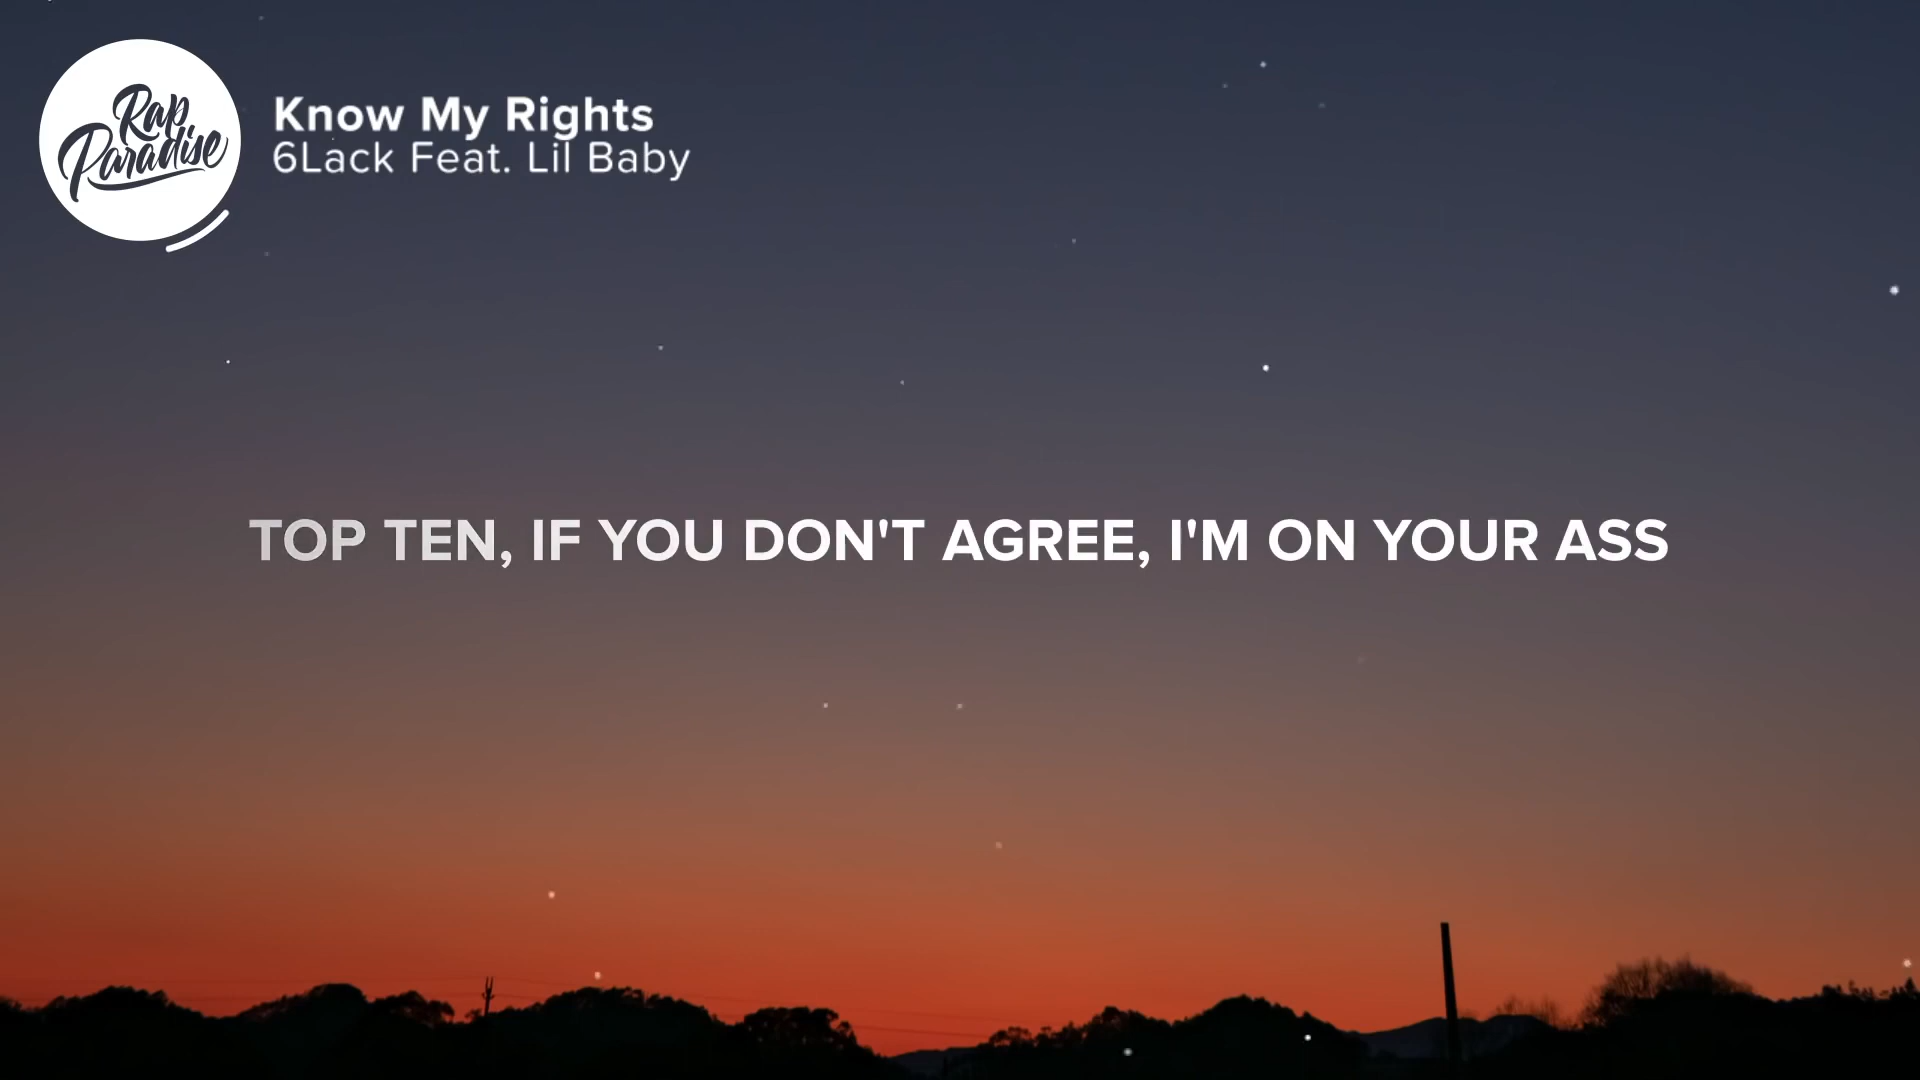 Rap
Paradise
Know My Rights
6Lack Feat. Lil Baby
TOP TEN, IF YOU DON'T AGREE, I'M ON YOUR ASS